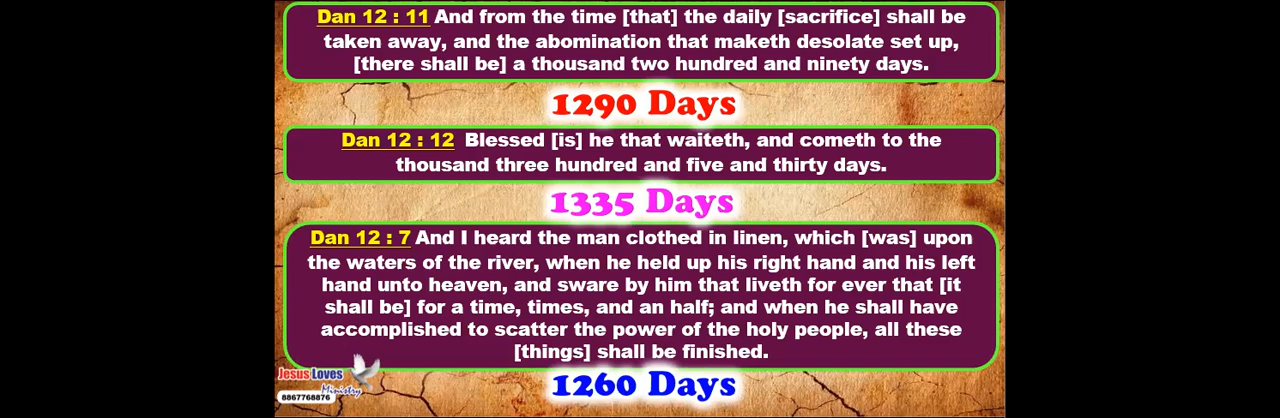 Dan 12 : 11 And from the time [that] the daily [sacrifice] shall be
taken away, and the abomination that maketh desolate set up,
[there shall be] a thousand two hundred and ninety days.
1290 Days
Dan 12 : 12 Blessed [is] he that waiteth, and cometh to the
thousand three hundred and five and thirty days.
1335 Days
Dan 12 : 7 And I heard the man clothed in linen, which [was] upon
the waters of the river, when he held up his right hand and his left
hand unto heaven, and sware by him that liveth for ever that [it
shall be] for a time, times, and an half; and when he shall have
accomplished to scatter the power of the holy people, all these
[things] shall be finished.
1260 Days
Jesus Loves
Ministry
8867768876